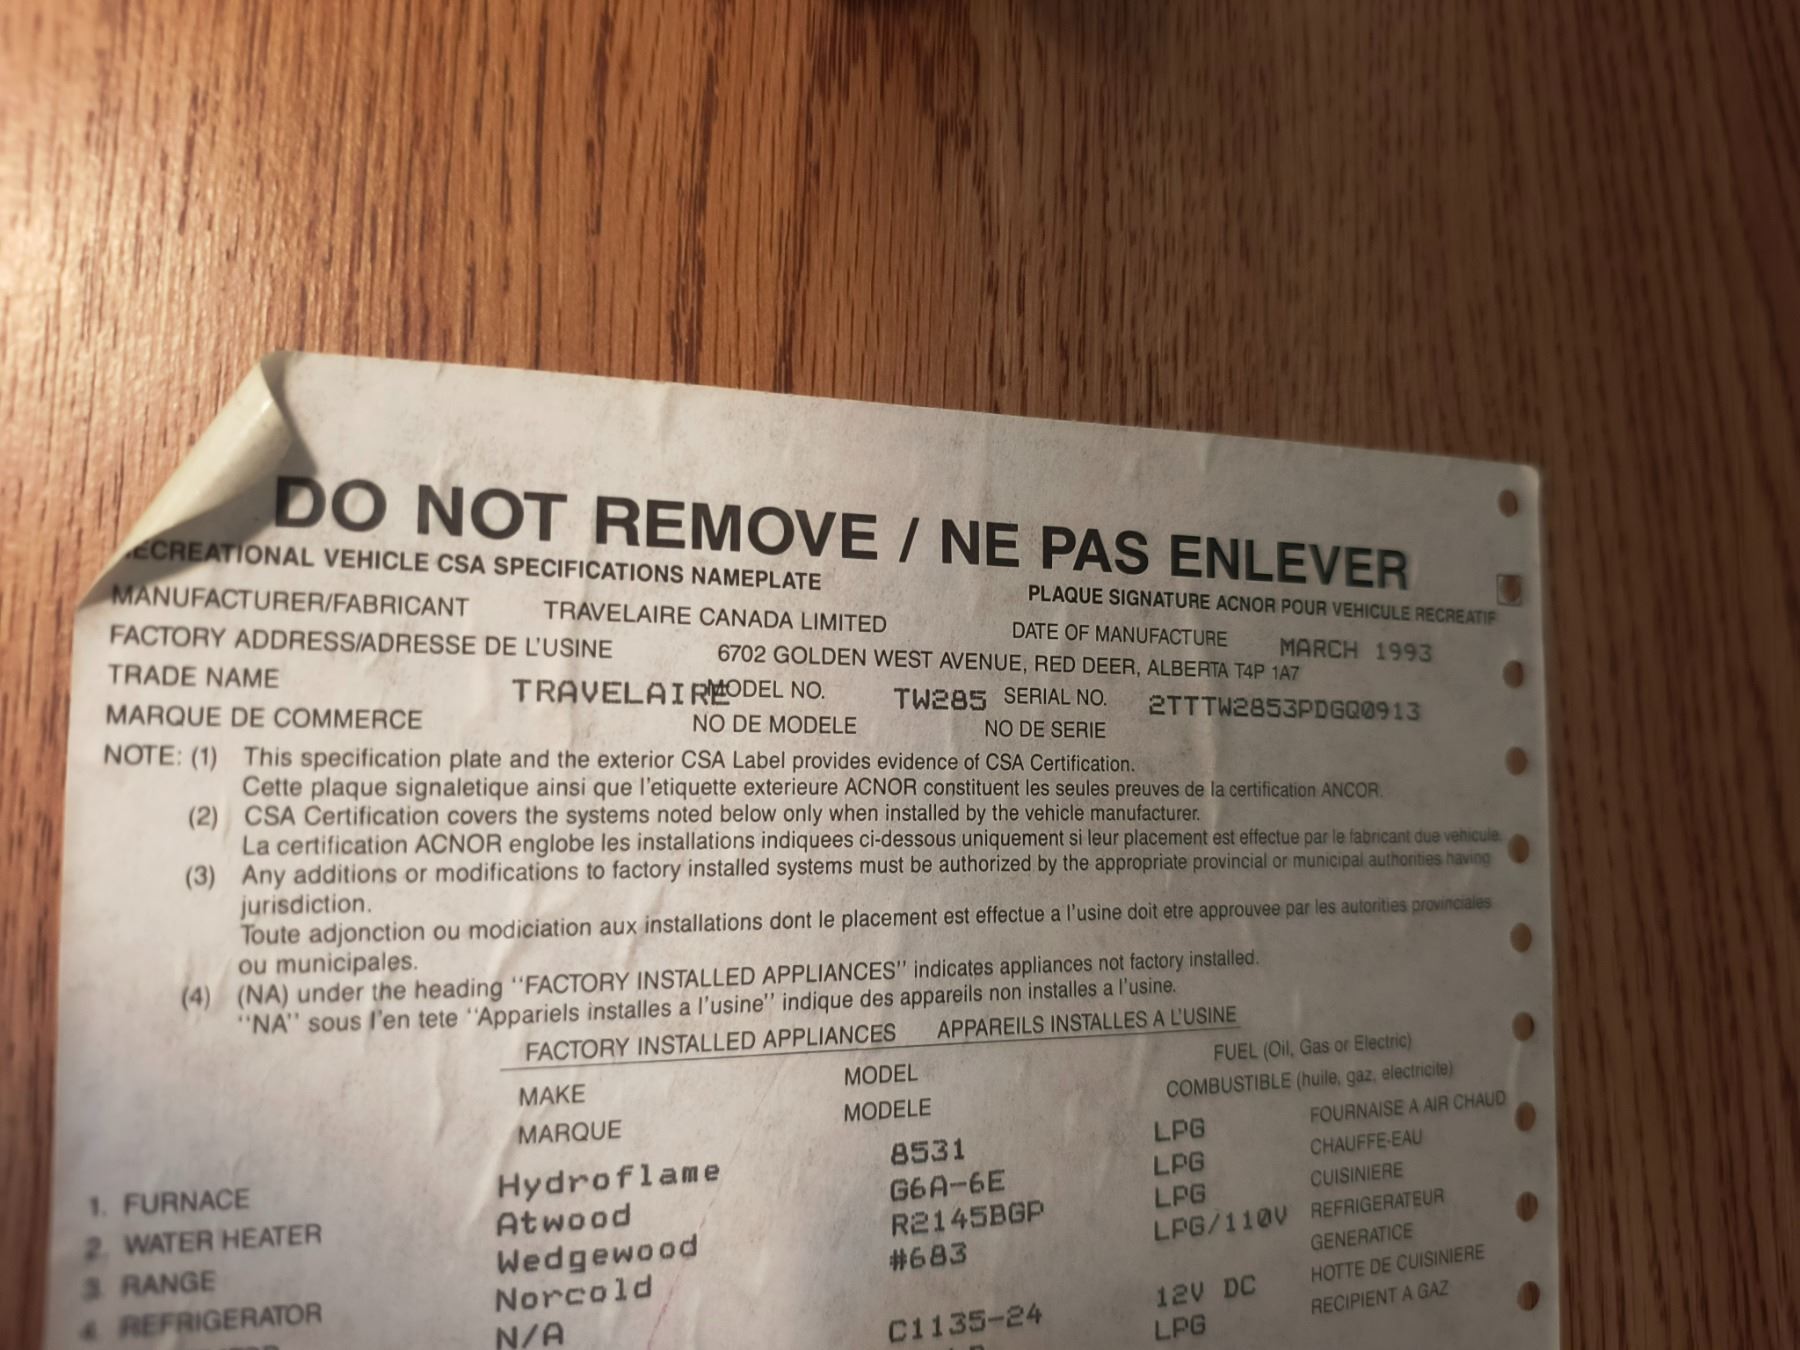 DO NOT REMOVE / NE PAS ENLEVER
RECREATIONAL VEHICLE CSA SPECIFICATIONS NAMEPLATE PLAQUE SIGNATURE ACNOR POUR VEHICULE RECREATIF
MANUFACTURER/FABRICANT TRAVELAIRE CANADA LIMITED DATE OF MANUFACTURE MARCH 1993
FACTORY ADDRESS/ADRESSE DE L'USINE 6702 GOLDEN WEST AVENUE, RED DEER, ALBERTA T4P 1A7
TRADE NAME TRAVELAIRE MODEL NO. TW285 SERIAL NO. 2TTTW2853PDGQ0913
MARQUE DE COMMERCE NO DE MODELE NO DE SERIE
NOTE: (1) This specification plate and the exterior CSA Label provides evidence of CSA Certification.
Cette plaque signaletique ainsi que l'etiquette exterieure ACNOR constituent les seules preuves de la certification ANCOR.
(2) CSA Certification covers the systems noted below only when installed by the vehicle manufacturer.
La certification ACNOR englobe les installations indiquees ci-dessous uniquement si leur placement est effectue par le fabricant due vehicule.
(3) Any additions or modifications to factory installed systems must be authorized by the appropriate provincial or municipal authorities having
jurisdiction.
Toute adjonction ou modiciation aux installations dont le placement est effectue a l'usine doit etre approuvee par les autorities provinciales
ou municipales.
(4) (NA) under the heading "FACTORY INSTALLED APPLIANCES" indicates appliances not factory installed.
"NA" sous l'en tete "Appariels installes a l'usine" indique des appareils non installes a l'usine.
FACTORY INSTALLED APPLIANCES APPAREILS INSTALLES A L'USINE
MAKE MODEL FUEL (Oil, Gas or Electric)
MARQUE MODELE COMBUSTIBLE (huile, gaz, electricite)
1. FURNACE Hydroflame 8531 LPG FOURNAISE A AIR CHAUD
2. WATER HEATER Atwood G6A-6E LPG CHAUFFE-EAU
3. RANGE Wedgewood R2145BGP LPG CUISINIERE
4. REFRIGERATOR Norcold #683 LPG/110V REFRIGERATEUR
N/A GENERATICE
C1135-24 12V DC HOTTE DE CUISINIERE
LPG RECIPIENT A GAZ